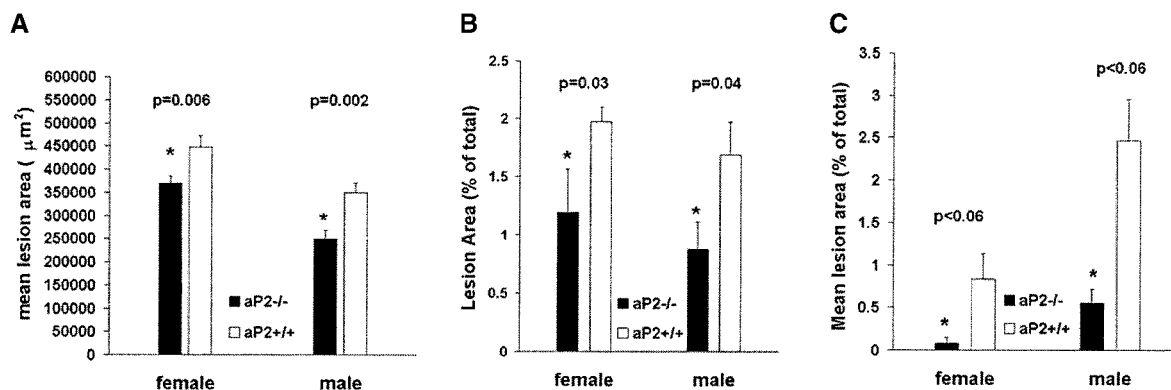 A
mean lesion area ( μm²)
600000
550000
500000
450000
400000
350000
300000
250000
200000
150000
100000
50000
0
p=0.006
p=0.002
*
*
aP2-/-
aP2+/+
female
male
B
Lesion Area (% of total)
2.5
2
1.5
1
0.5
0
p=0.03
p=0.04
*
*
aP2-/-
aP2+/+
female
male
C
Mean lesion area (% of total)
3.5
3
2.5
2
1.5
1
0.5
0
p<0.06
p<0.06
*
*
aP2-/-
aP2+/+
female
male